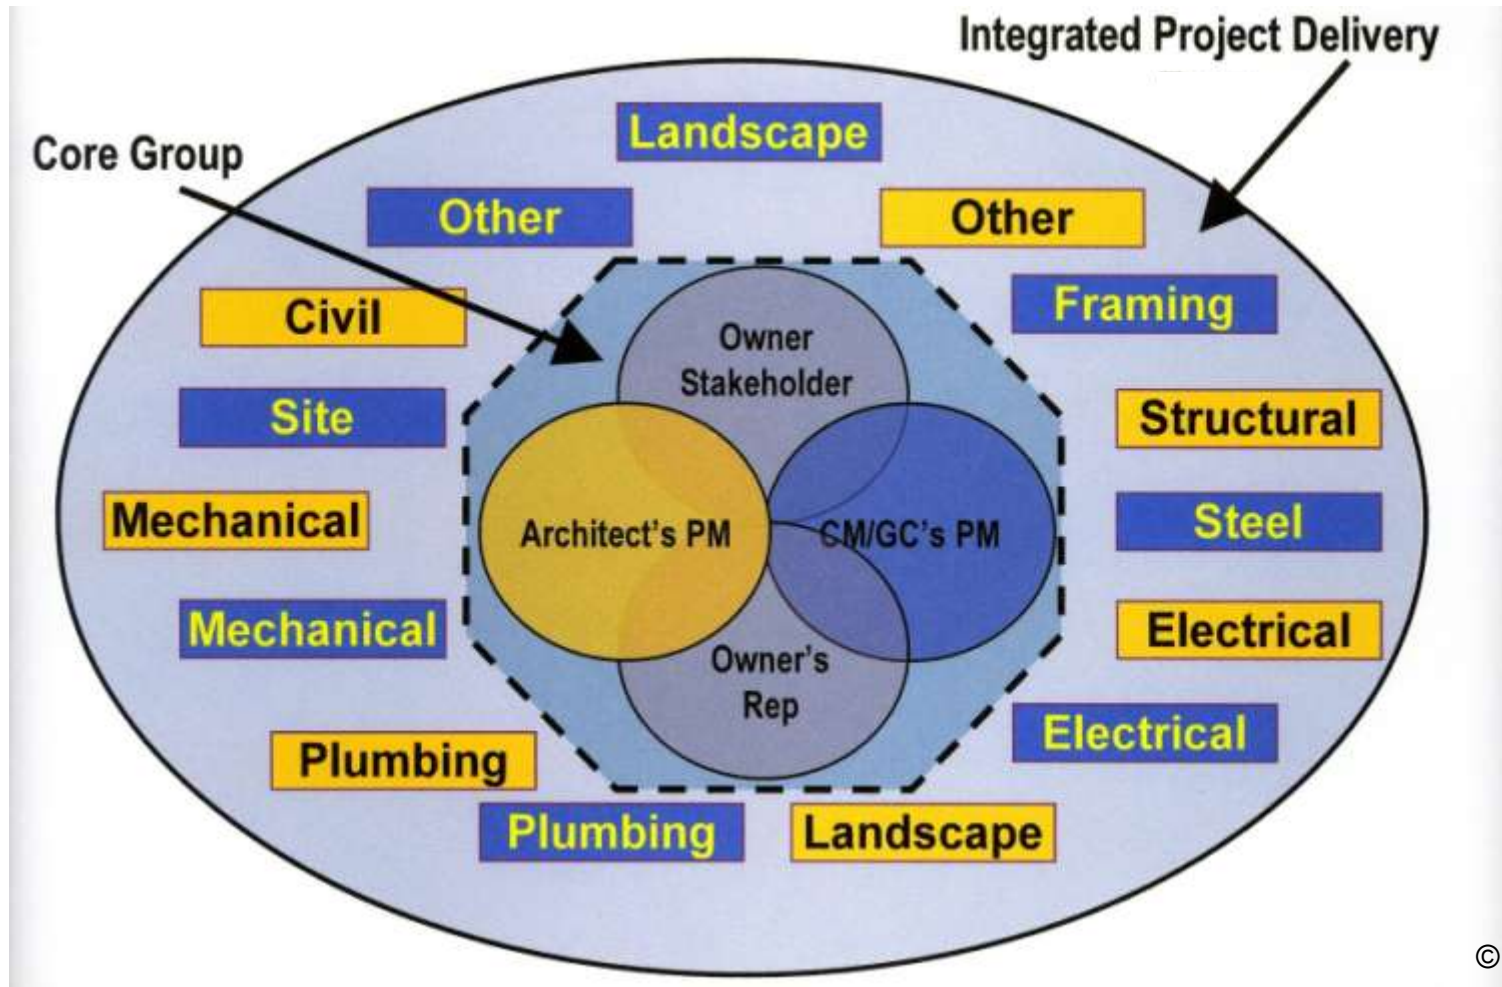 Integrated Project Delivery
Core Group
Landscape
Other
Other
Civil
Framing
Owner
Stakeholder
Site
Structural
Mechanical
Architect's PM
CM/GC's PM
Steel
Mechanical
Electrical
Owner's
Rep
Plumbing
Electrical
Plumbing
Landscape
©